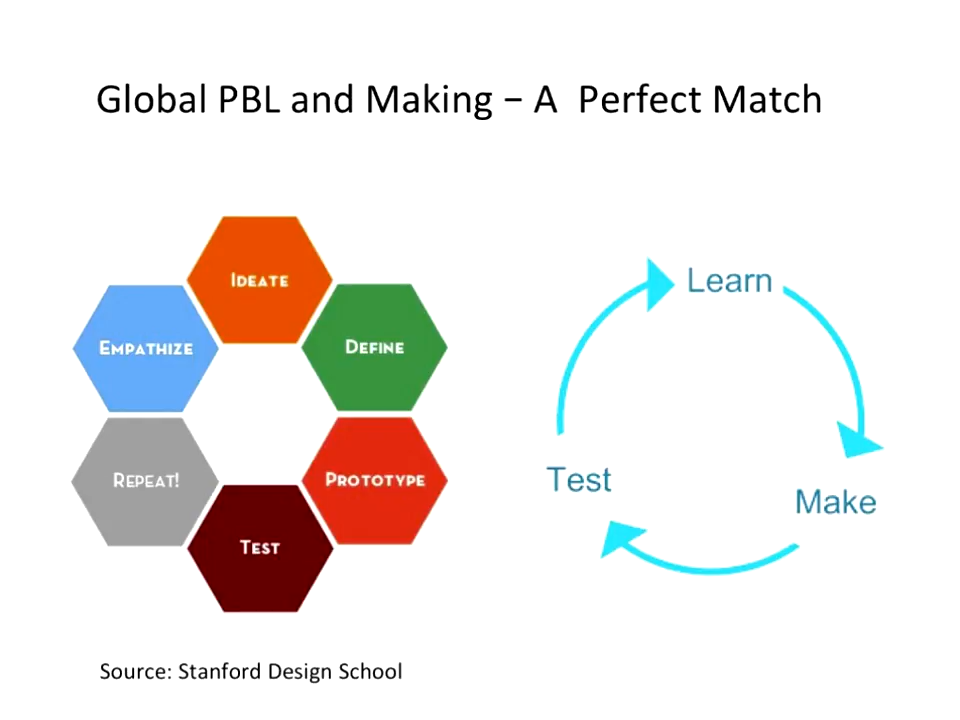 Global PBL and Making – A  Perfect Match
IDEATE
EMPATHIZE
DEFINE
REPEAT!
PROTOTYPE
TEST
Learn
Test
Make
Source: Stanford Design School